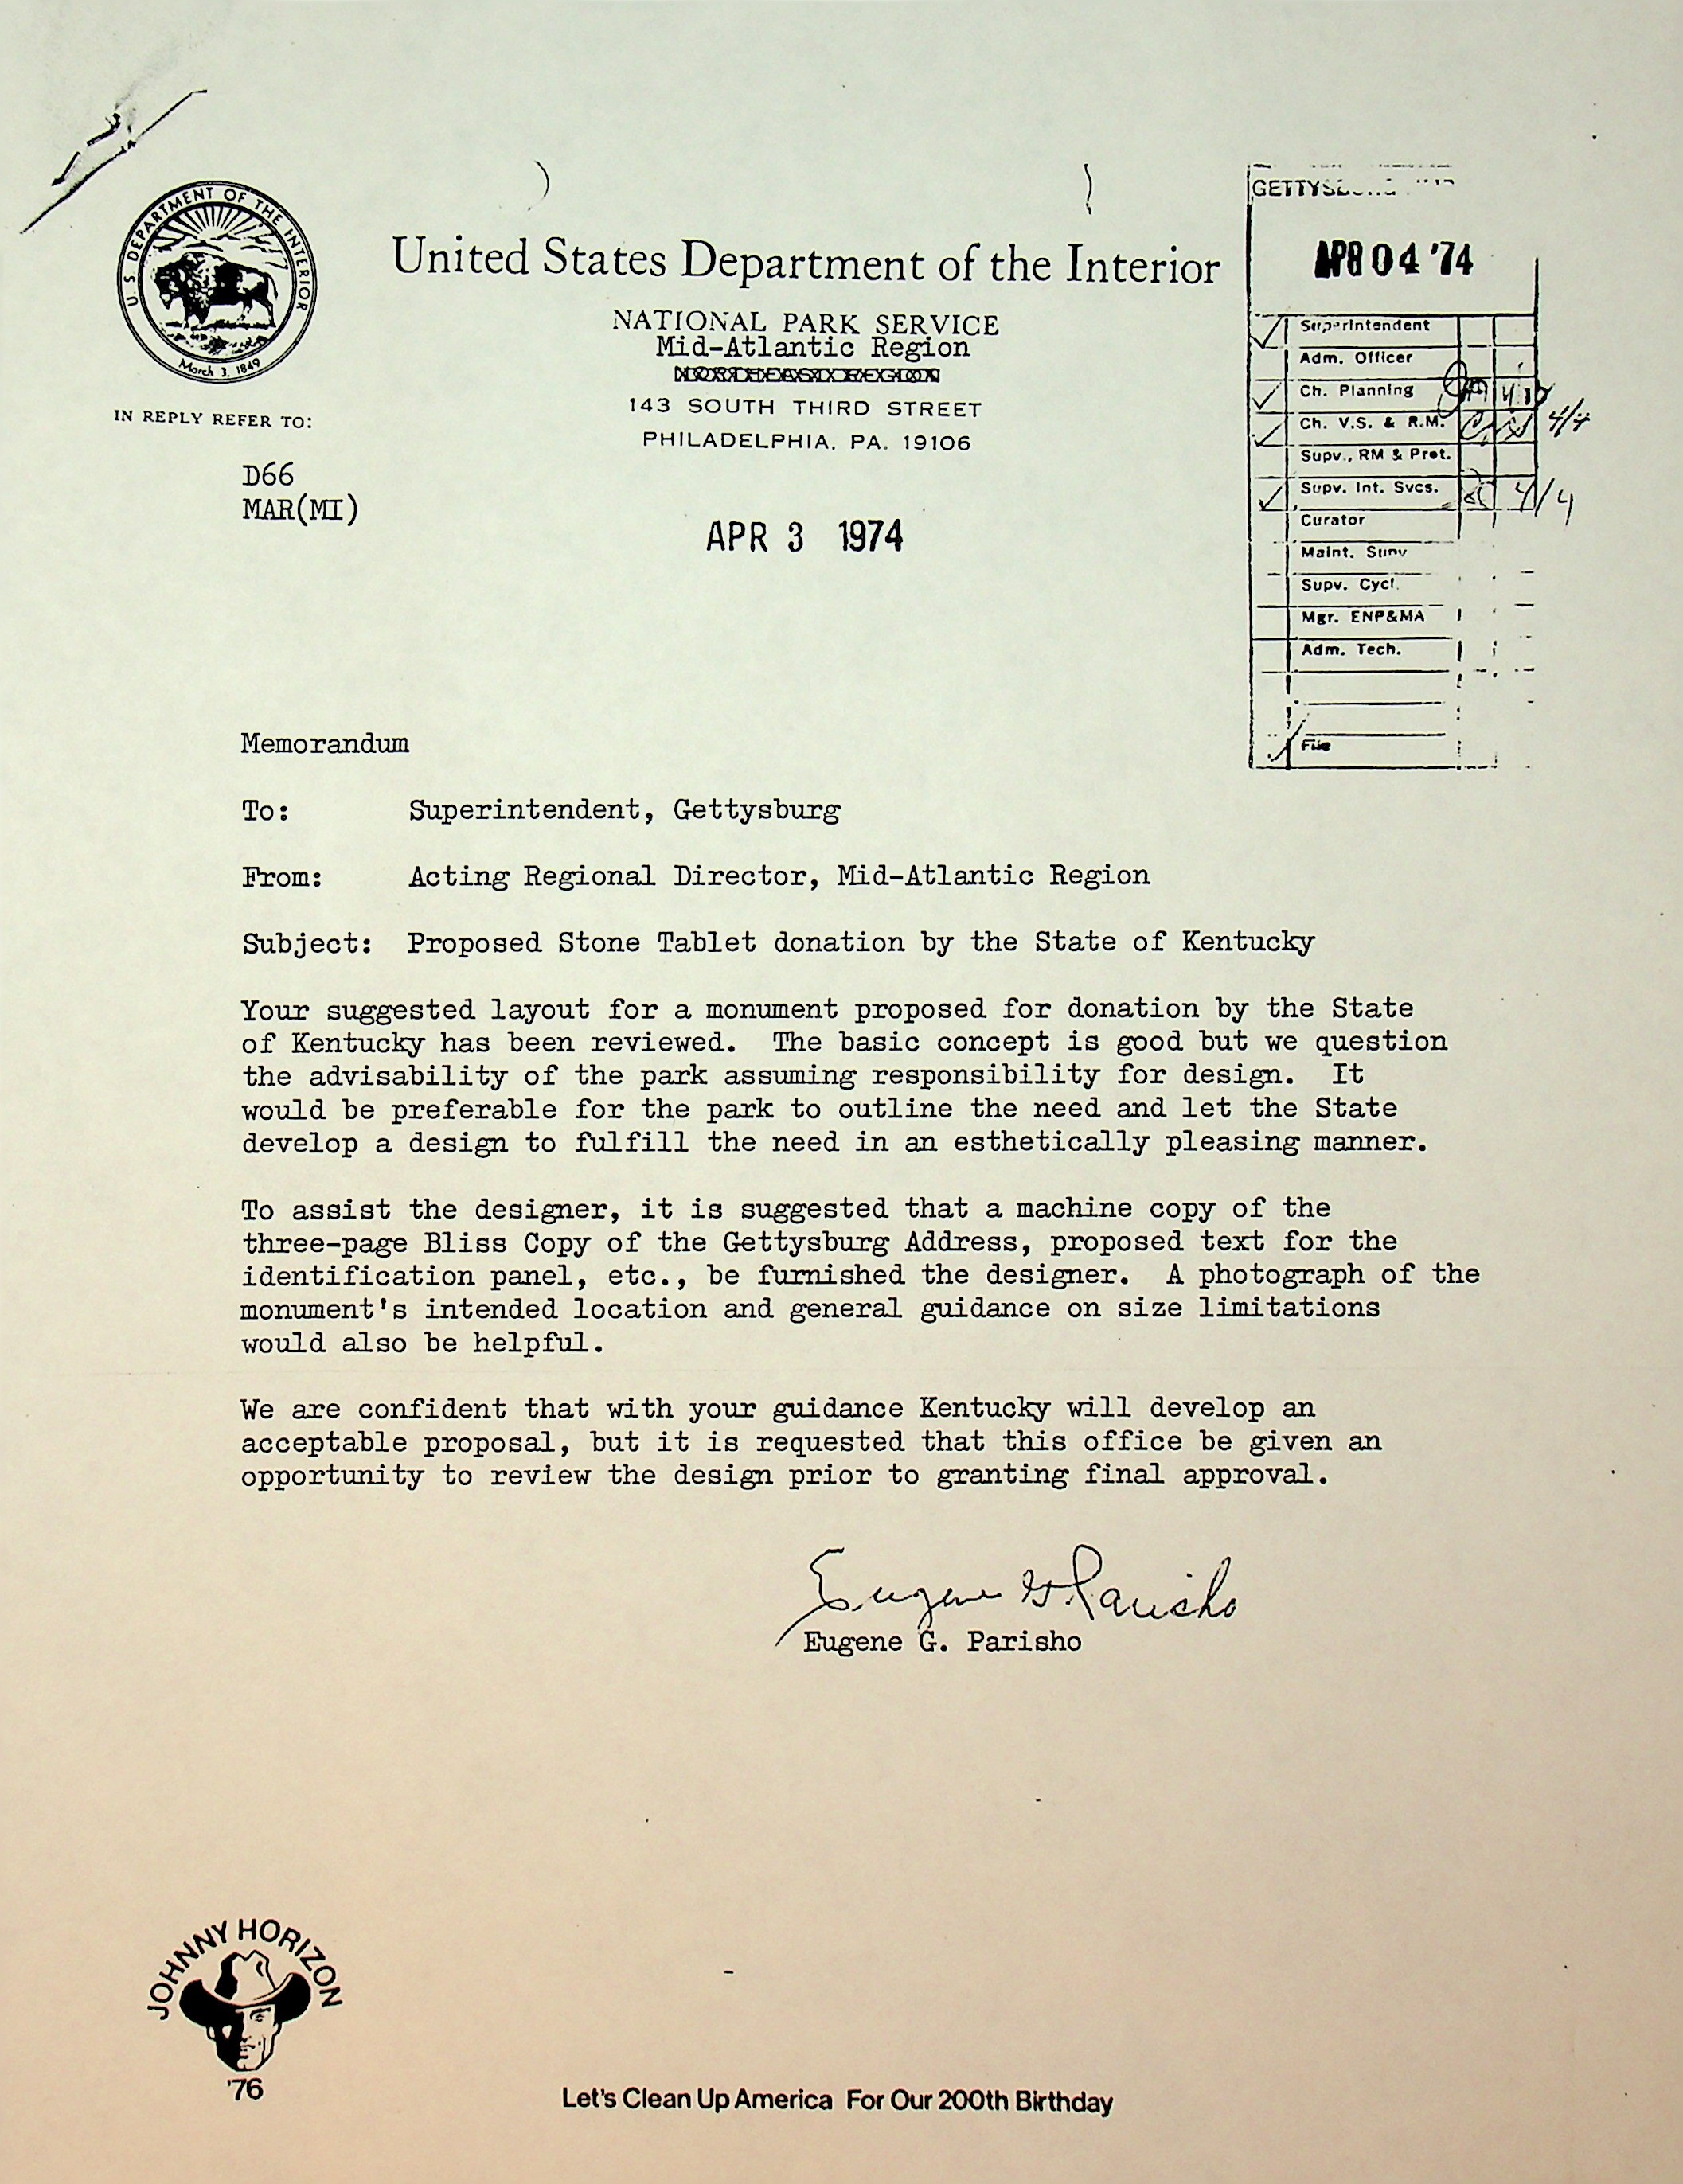 U. S. DEPARTMENT OF THE INTERIOR
March 3, 1849
United States Department of the Interior
NATIONAL PARK SERVICE
Mid-Atlantic Region
NORTHEAST REGION
143 SOUTH THIRD STREET
PHILADELPHIA, PA. 19106
IN REPLY REFER TO:
D66
MAR(MI)
APR 3 1974
APR 04 '74
Superintendent
Adm. Officer
Ch. Planning
Ch. V.S. & R.M. 4/4
Supv., RM & Prot.
Supv. Int. Svcs. 4/4
Curator
Maint. Supv
Supv. Cycl.
Mgr. ENP&MA
Adm. Tech.
File
Memorandum
To: Superintendent, Gettysburg
From: Acting Regional Director, Mid-Atlantic Region
Subject: Proposed Stone Tablet donation by the State of Kentucky
Your suggested layout for a monument proposed for donation by the State
of Kentucky has been reviewed. The basic concept is good but we question
the advisability of the park assuming responsibility for design. It
would be preferable for the park to outline the need and let the State
develop a design to fulfill the need in an esthetically pleasing manner.
To assist the designer, it is suggested that a machine copy of the
three-page Bliss Copy of the Gettysburg Address, proposed text for the
identification panel, etc., be furnished the designer. A photograph of the
monument's intended location and general guidance on size limitations
would also be helpful.
We are confident that with your guidance Kentucky will develop an
acceptable proposal, but it is requested that this office be given an
opportunity to review the design prior to granting final approval.
Eugene G. Parisho
Eugene G. Parisho
JOHNNY HORIZON
'76
Let's Clean Up America For Our 200th Birthday